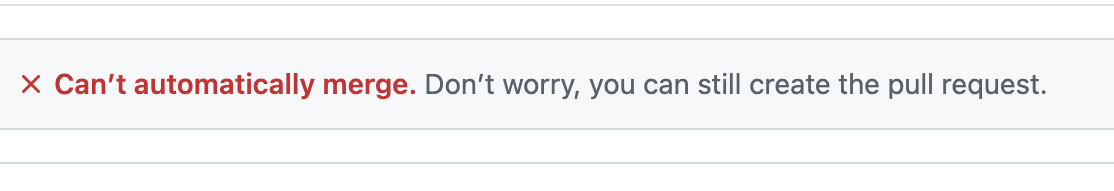 Can’t automatically merge. Don’t worry, you can still create the pull request.